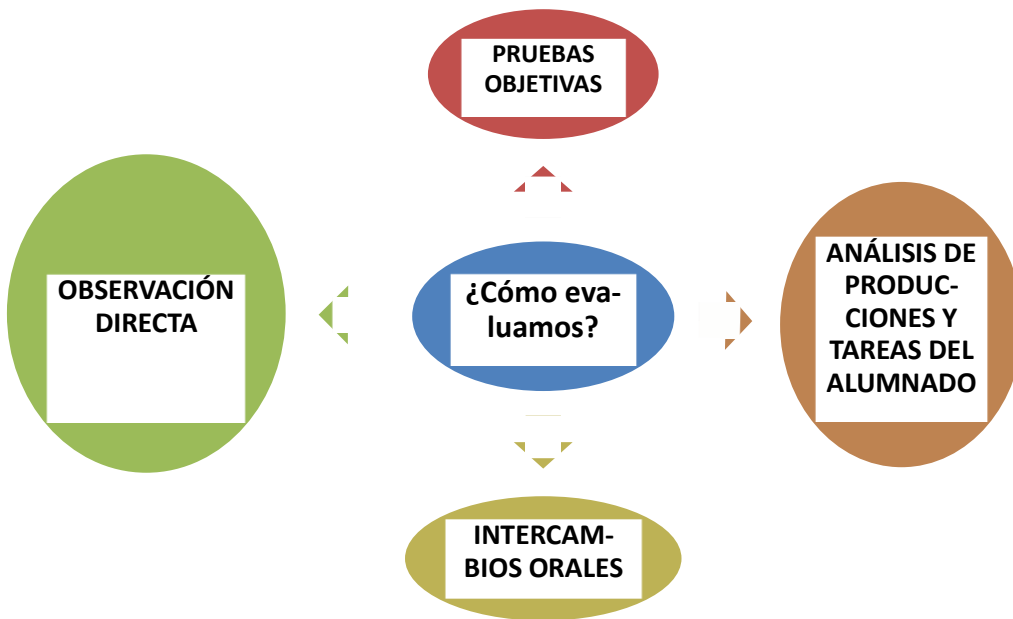 PRUEBAS
OBJETIVAS
OBSERVACIÓN
DIRECTA
¿Cómo eva-
luamos?
ANÁLISIS DE
PRODUC-
CIONES Y
TAREAS DEL
ALUMNADO
INTERCAM-
BIOS ORALES